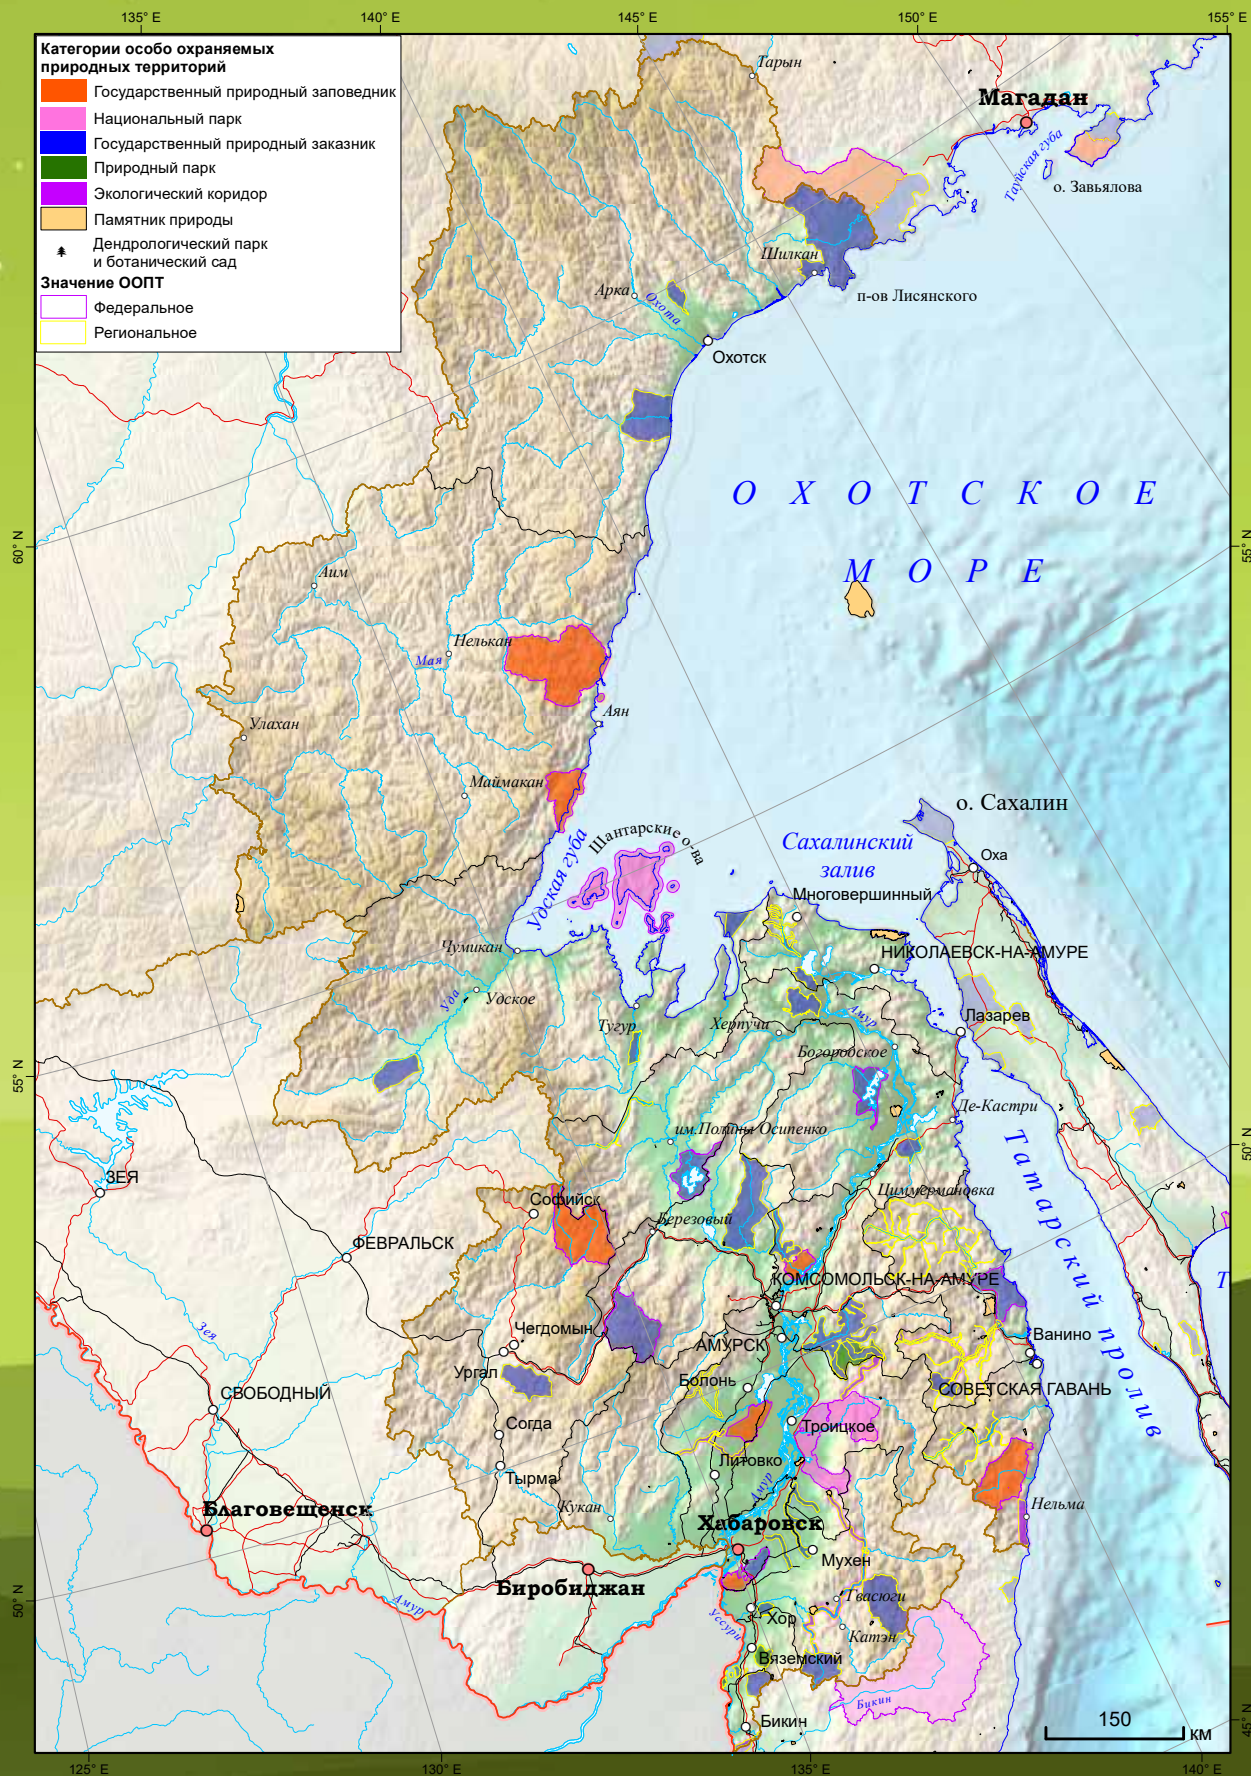 135° E
140° E
145° E
150° E
155° E
Категории особо охраняемых
природных территорий
Государственный природный заповедник
Национальный парк
Государственный природный заказник
Природный парк
Экологический коридор
Памятник природы
Дендрологический парк
и ботанический сад
Значение ООПТ
Федеральное
Региональное
Тарын
Магадан
Тауйская губа
о. Завьялова
Шилкан
Арка
Охота
п-ов Лисянского
Охотск
ОХОТСКОЕ
МОРЕ
60° N
55° N
Аим
Нелькан
Мая
Аян
Улахан
Маймакан
о. Сахалин
Шантарские о-ва
Удская губа
Сахалинский
залив
Оха
Многовершинный
Чумикан
НИКОЛАЕВСК-НА-АМУРЕ
Уда
Удское
Тугур
Херпучи
Амур
Лазарев
Богородское
55° N
50° N
Де-Кастри
им.Полины Осипенко
Татарский пролив
ЗЕЯ
Софийск
Циммермановка
Березовый
ФЕВРАЛЬСК
КОМСОМОЛЬСК-НА-АМУРЕ
Т
Зея
Чегдомын
АМУРСК
Ванино
Ургал
Болонь
СОВЕТСКАЯ ГАВАНЬ
СВОБОДНЫЙ
Согда
Троицкое
Литовко
Тырма
Амур
Кукан
Нельма
Благовещенск
Хабаровск
Мухен
Биробиджан
Амур
50° N
Уссури
Хор
Гвасюги
Катэн
Вяземский
Бикин
Бикин
150
км
45° N
125° E
130° E
135° E
140° E